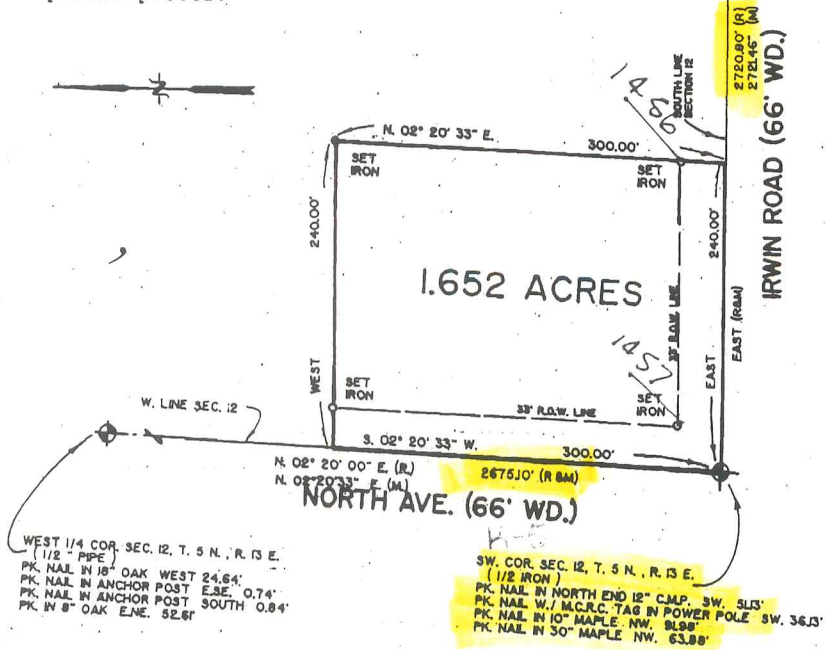 N
2720.80' (R)
2721.46' (M)
IRWIN ROAD (66' WD.)
SOUTH LINE
SECTION 12
1456
N. 02° 20' 33" E.
300.00'
SET
IRON
SET
IRON
240.00'
240.00'
1.652 ACRES
33' R.O.W. LINE
EAST (R&M)
EAST
1457
WEST
SET
IRON
SET
IRON
33' R.O.W. LINE
W. LINE SEC. 12
S. 02° 20' 33" W.
300.00'
N. 02° 20' 00" E. (R.)
N. 02° 20' 33" E. (M.)
2675.10' (R &M)
NORTH AVE. (66' WD.)
WEST 1/4 COR. SEC. 12, T. 5 N., R. 13 E.
(1/2 " PIPE)
PK. NAIL IN 18" OAK WEST 24.64'
PK. NAIL IN ANCHOR POST E.SE. 0.74'
PK. NAIL IN ANCHOR POST SOUTH 0.84'
PK. IN 8" OAK E.NE. 52.61'
SW. COR. SEC. 12, T. 5 N., R. 13 E.
(1/2 IRON)
PK. NAIL IN NORTH END 12" C.M.P. SW. 51.13'
PK. NAIL W./ M.C.R.C. TAG IN POWER POLE SW. 36.13'
PK. NAIL IN 10" MAPLE NW. 91.98'
PK. NAIL IN 30" MAPLE NW. 63.88'